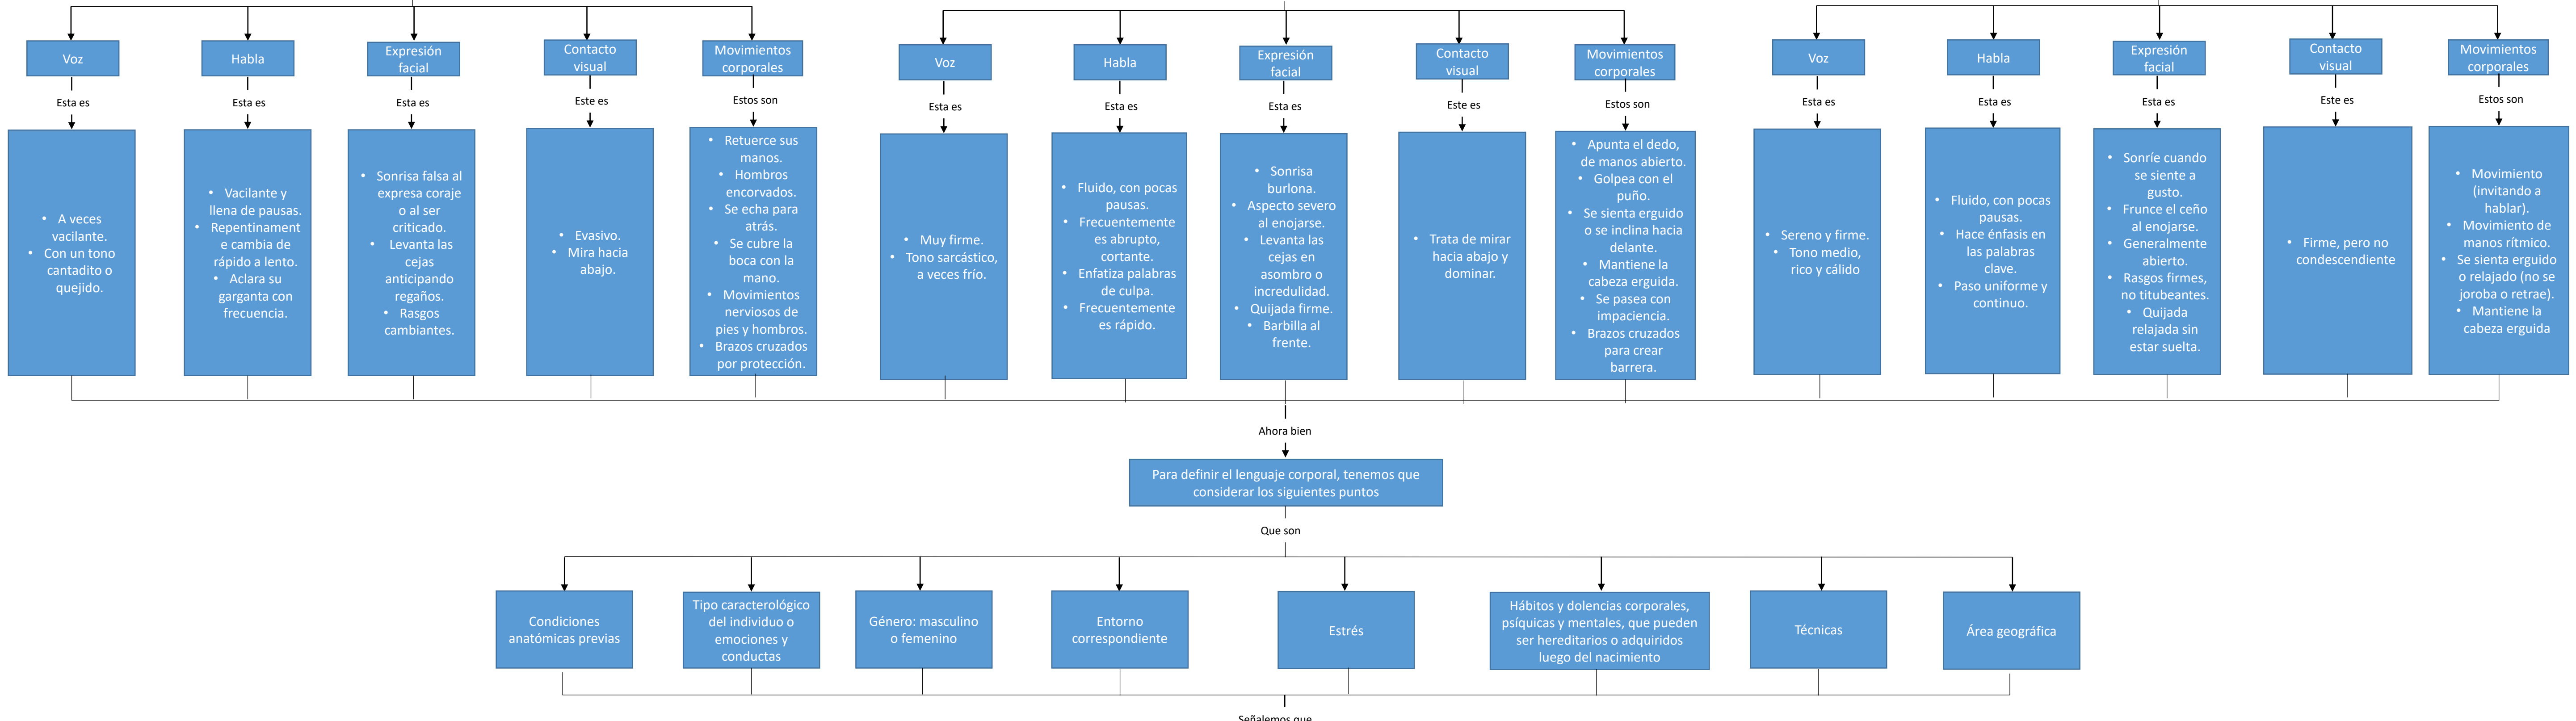 Voz
Habla
Expresión
facial
Contacto
visual
Movimientos
corporales
Esta es
Esta es
Esta es
Este es
Estos son
• A veces
vacilante.
• Con un tono
cantadito o
quejido.
• Vacilante y
llena de pausas.
• Repentinament
e cambia de
rápido a lento.
• Aclara su
garganta con
frecuencia.
• Sonrisa falsa al
expresa coraje
o al ser
criticado.
• Levanta las
cejas
anticipando
regaños.
• Rasgos
cambiantes.
• Evasivo.
• Mira hacia
abajo.
• Retuerce sus
manos.
• Hombros
encorvados.
• Se echa para
atrás.
• Se cubre la
boca con la
mano.
• Movimientos
nerviosos de
pies y hombros.
• Brazos cruzados
por protección.
Voz
Habla
Expresión
facial
Contacto
visual
Movimientos
corporales
Esta es
Esta es
Esta es
Este es
Estos son
• Muy firme.
• Tono sarcástico,
a veces frío.
• Fluido, con pocas
pausas.
• Frecuentemente
es abrupto,
cortante.
• Enfatiza palabras
de culpa.
• Frecuentemente
es rápido.
• Sonrisa
burlona.
• Aspecto severo
al enojarse.
• Levanta las
cejas en
asombro o
incredulidad.
• Quijada firme.
• Barbilla al
frente.
• Trata de mirar
hacia abajo y
dominar.
• Apunta el dedo,
de manos abierto.
• Golpea con el
puño.
• Se sienta erguido
o se inclina hacia
delante.
• Mantiene la
cabeza erguida.
• Se pasea con
impaciencia.
• Brazos cruzados
para crear
barrera.
Voz
Habla
Expresión
facial
Contacto
visual
Movimientos
corporales
Esta es
Esta es
Esta es
Este es
Estos son
• Sereno y firme.
• Tono medio,
rico y cálido
• Fluido, con pocas
pausas.
• Hace énfasis en
las palabras
clave.
• Paso uniforme y
continuo.
• Sonríe cuando
se siente a
gusto.
• Frunce el ceño
al enojarse.
• Generalmente
abierto.
• Rasgos firmes,
no titubeantes.
• Quijada
relajada sin
estar suelta.
• Firme, pero no
condescendiente
• Movimiento
(invitando a
hablar).
• Movimiento de
manos rítmico.
• Se sienta erguido
o relajado (no se
joroba o retrae).
• Mantiene la
cabeza erguida
Ahora bien
Para definir el lenguaje corporal, tenemos que
considerar los siguientes puntos
Que son
Condiciones
anatómicas previas
Tipo caracterológico
del individuo o
emociones y
conductas
Género: masculino
o femenino
Entorno
correspondiente
Estrés
Hábitos y dolencias corporales,
psíquicas y mentales, que pueden
ser hereditarios o adquiridos
luego del nacimiento
Técnicas
Área geográfica
Señalemos que